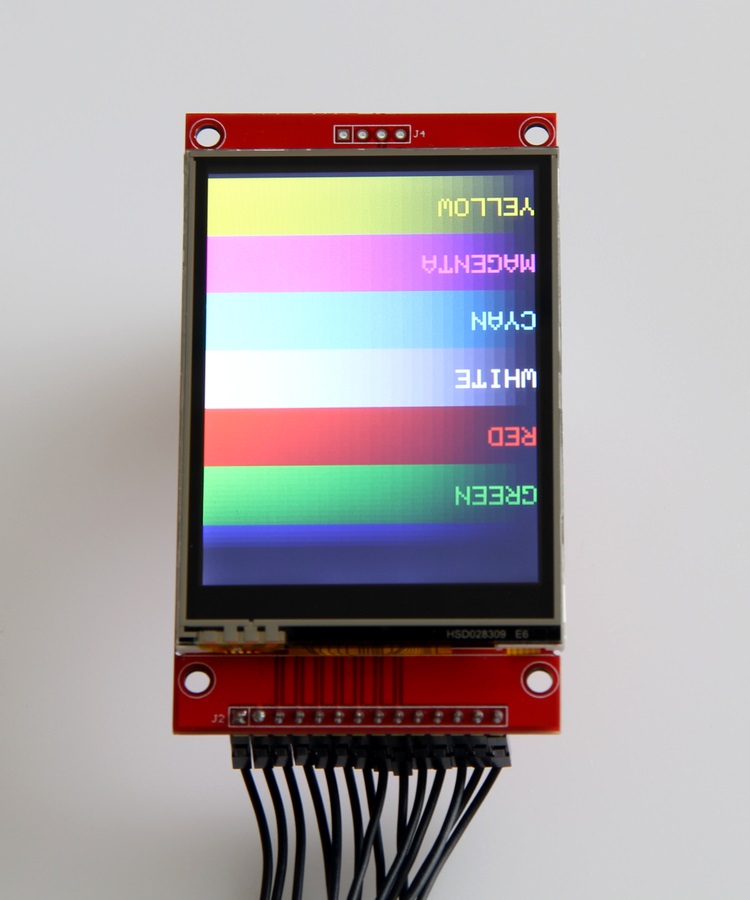 J4
YELLOW
MAGENTA
CYAN
WHITE
RED
GREEN
HSD028309 E6
J2